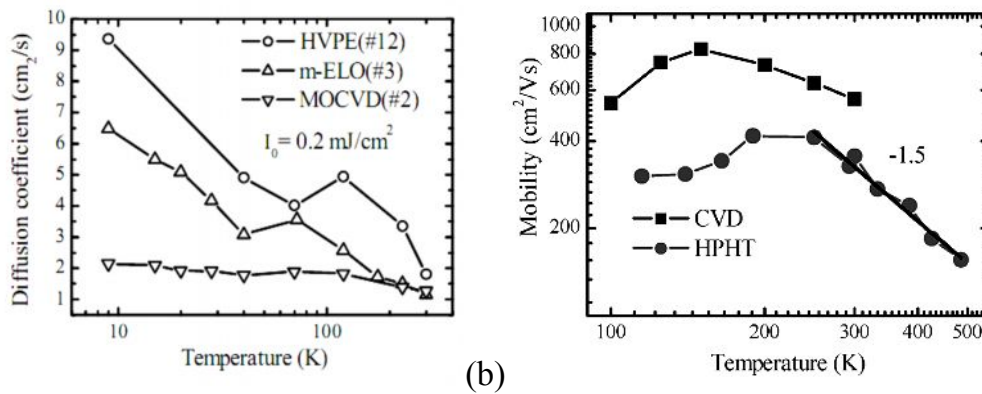 10
9
8
7
6
5
4
3
2
1
Diffusion coefficient (cm₂/s)
HVPE(#12)
m-ELO(#3)
MOCVD(#2)
I₀ = 0.2 mJ/cm²
10 100
Temperature (K)
(b)
800
600
400
200
Mobility (cm²/Vs)
-1.5
CVD
HPHT
100 200 300 400 500
Temperature (K)